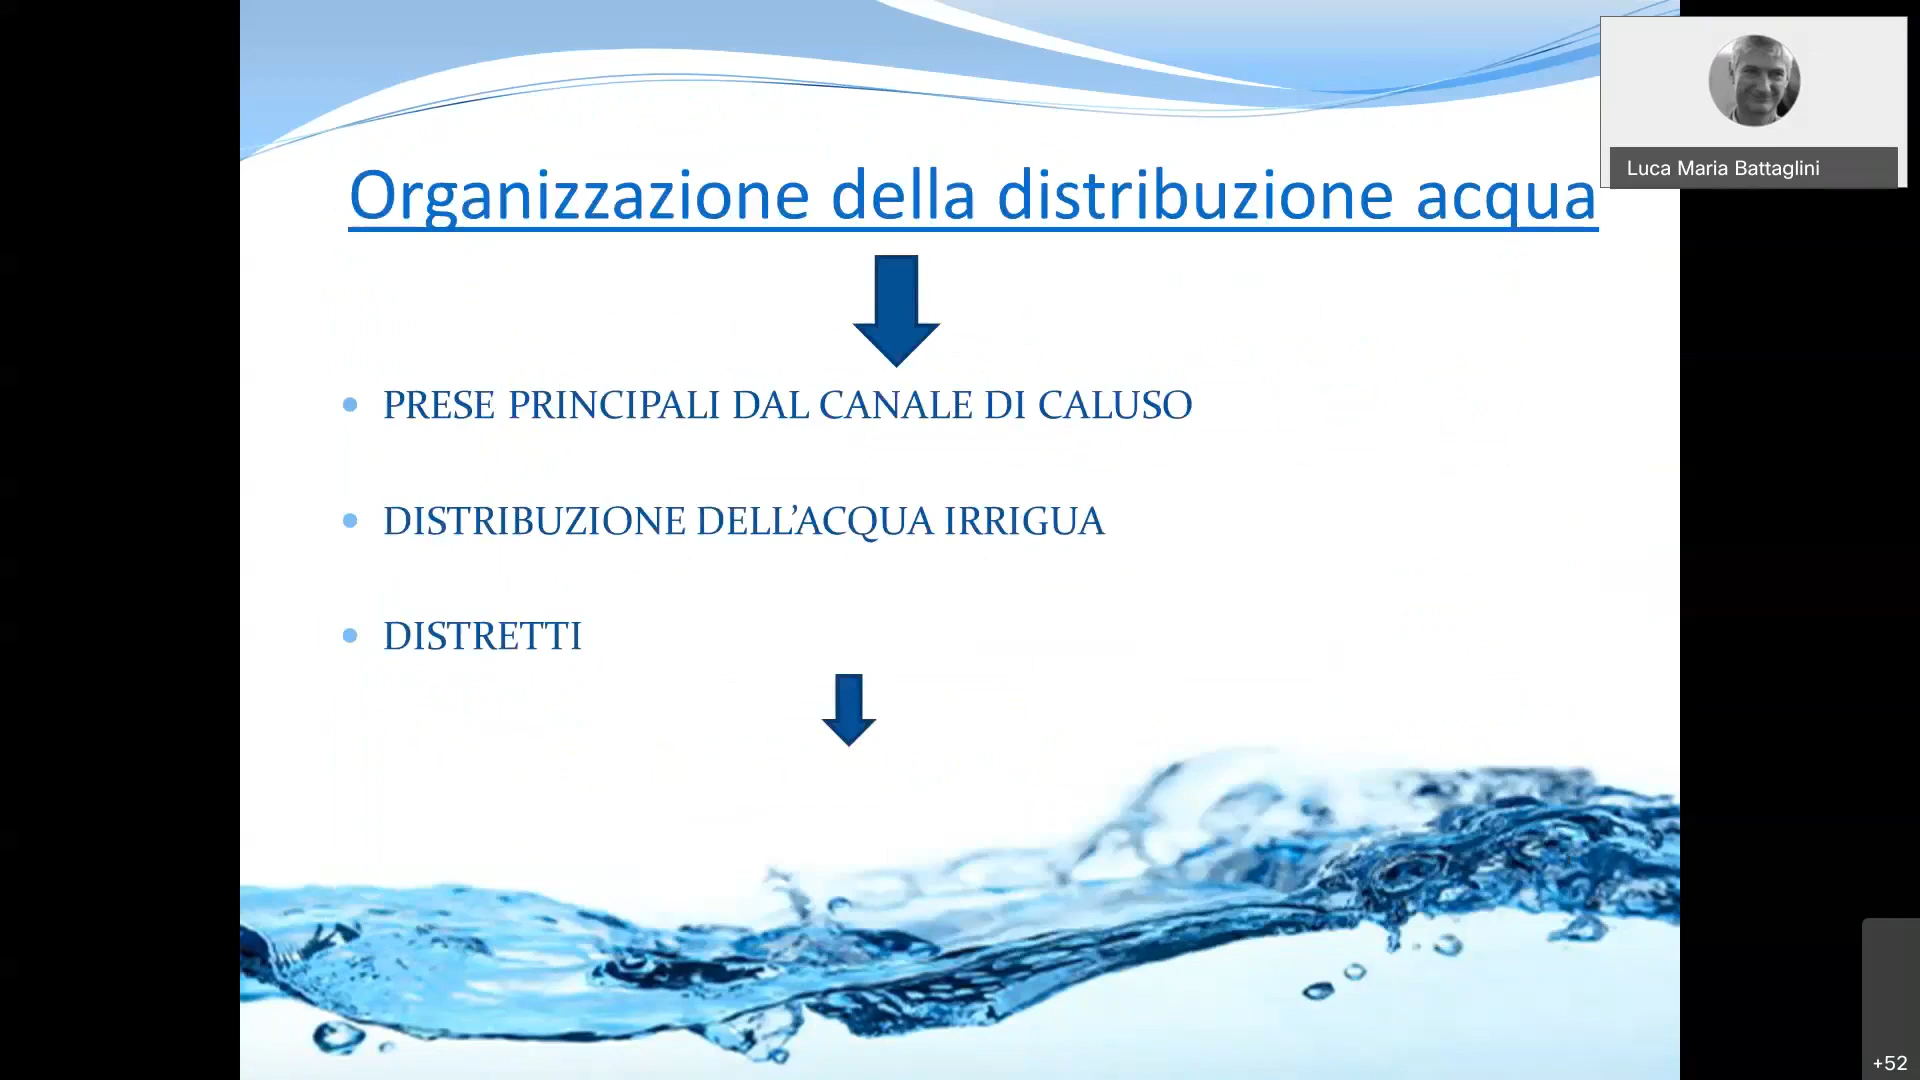 Organizzazione della distribuzione acqua
Luca Maria Battaglini
• PRESE PRINCIPALI DAL CANALE DI CALUSO
• DISTRIBUZIONE DELL’ACQUA IRRIGUA
• DISTRETTI
+52